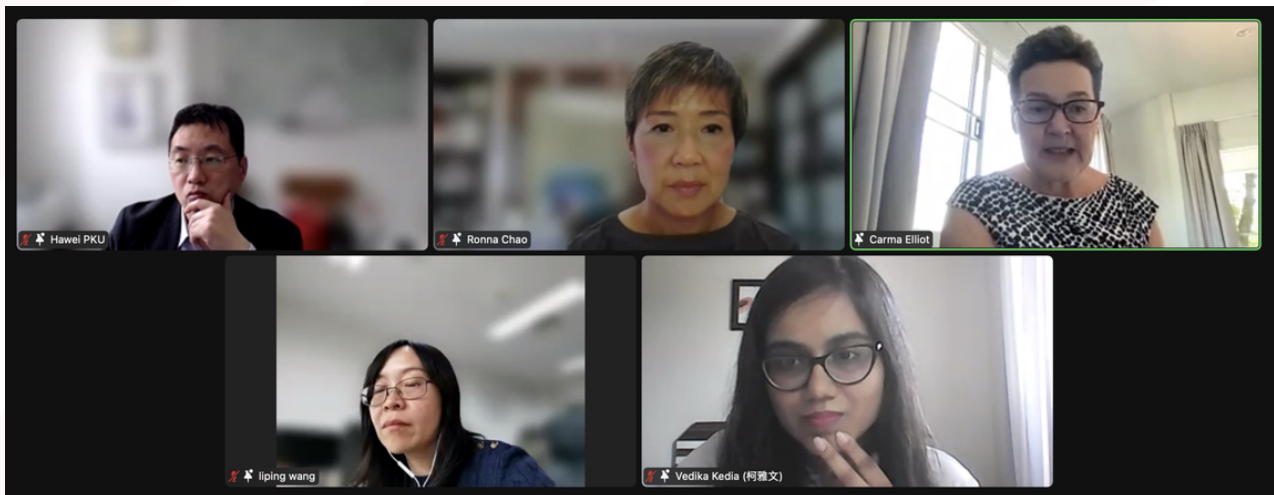 Hawei PKU
Ronna Chao
Carma Elliot
liping wang
Vedika Kedia (柯雅文)